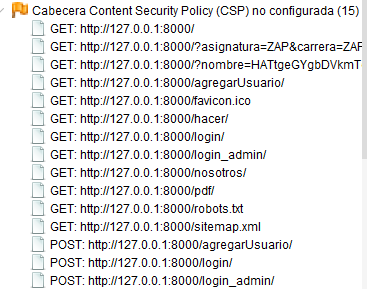 Cabecera Content Security Policy (CSP) no configurada (15)
GET: http://127.0.0.1:8000/
GET: http://127.0.0.1:8000/?asignatura=ZAP&carrera=ZAP
GET: http://127.0.0.1:8000/?nombre=HATtgeGYgbDVkmT
GET: http://127.0.0.1:8000/agregarUsuario/
GET: http://127.0.0.1:8000/favicon.ico
GET: http://127.0.0.1:8000/hacer/
GET: http://127.0.0.1:8000/login/
GET: http://127.0.0.1:8000/login_admin/
GET: http://127.0.0.1:8000/nosotros/
GET: http://127.0.0.1:8000/pdf/
GET: http://127.0.0.1:8000/robots.txt
GET: http://127.0.0.1:8000/sitemap.xml
POST: http://127.0.0.1:8000/agregarUsuario/
POST: http://127.0.0.1:8000/login/
POST: http://127.0.0.1:8000/login_admin/